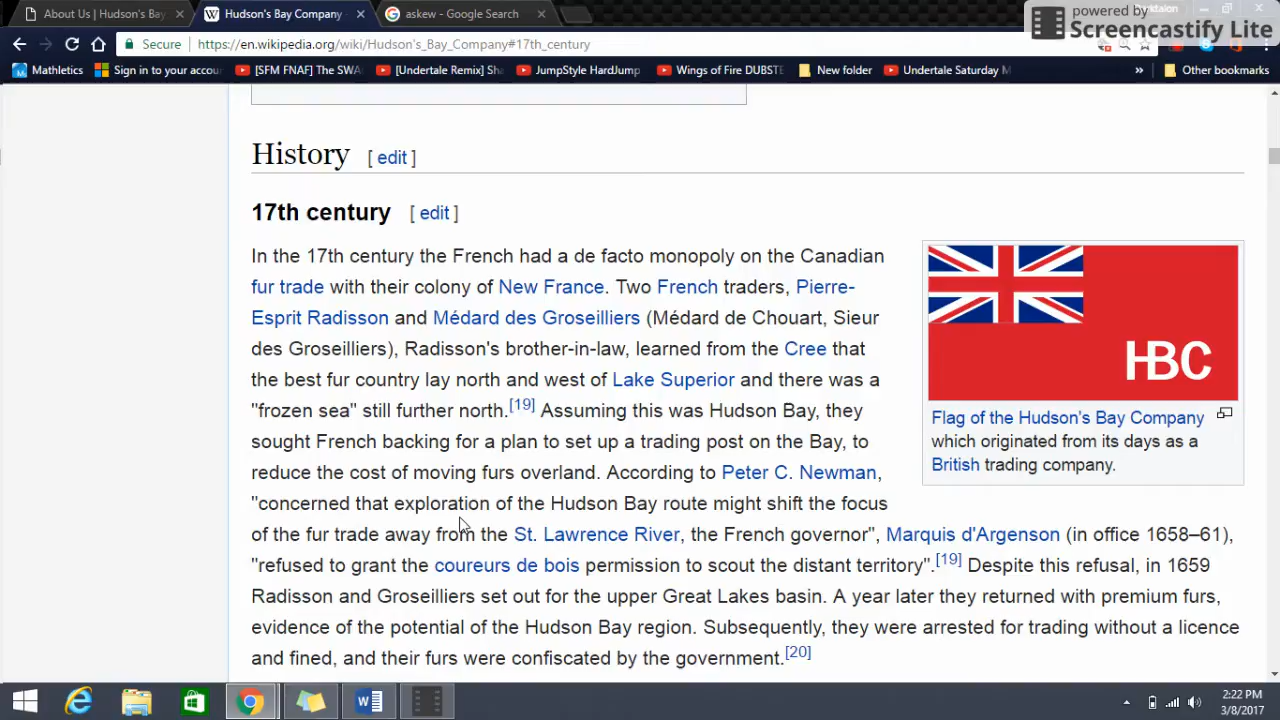 powered by
Screencastify Lite
About Us | Hudson's Bay
Hudson's Bay Company
askew - Google Search
Secure
https://en.wikipedia.org/wiki/Hudson's_Bay_Company#17th_century
Mathletics
Sign in to your accou
[SFM FNAF] The SWA
[Undertale Remix] Sha
JumpStyle HardJump
Wings of Fire DUBSTE
New folder
Undertale Saturday M
»
Other bookmarks
History [ edit ]
17th century [ edit ]
In the 17th century the French had a de facto monopoly on the Canadian
fur trade with their colony of New France. Two French traders, Pierre-
Esprit Radisson and Médard des Groseilliers (Médard de Chouart, Sieur
des Groseilliers), Radisson's brother-in-law, learned from the Cree that
the best fur country lay north and west of Lake Superior and there was a
"frozen sea" still further north.[19] Assuming this was Hudson Bay, they
sought French backing for a plan to set up a trading post on the Bay, to
reduce the cost of moving furs overland. According to Peter C. Newman,
"concerned that exploration of the Hudson Bay route might shift the focus
of the fur trade away from the St. Lawrence River, the French governor", Marquis d'Argenson (in office 1658–61),
"refused to grant the coureurs de bois permission to scout the distant territory".[19] Despite this refusal, in 1659
Radisson and Groseilliers set out for the upper Great Lakes basin. A year later they returned with premium furs,
evidence of the potential of the Hudson Bay region. Subsequently, they were arrested for trading without a licence
and fined, and their furs were confiscated by the government.[20]
HBC
Flag of the Hudson's Bay Company
which originated from its days as a
British trading company.
2:22 PM
3/8/2017